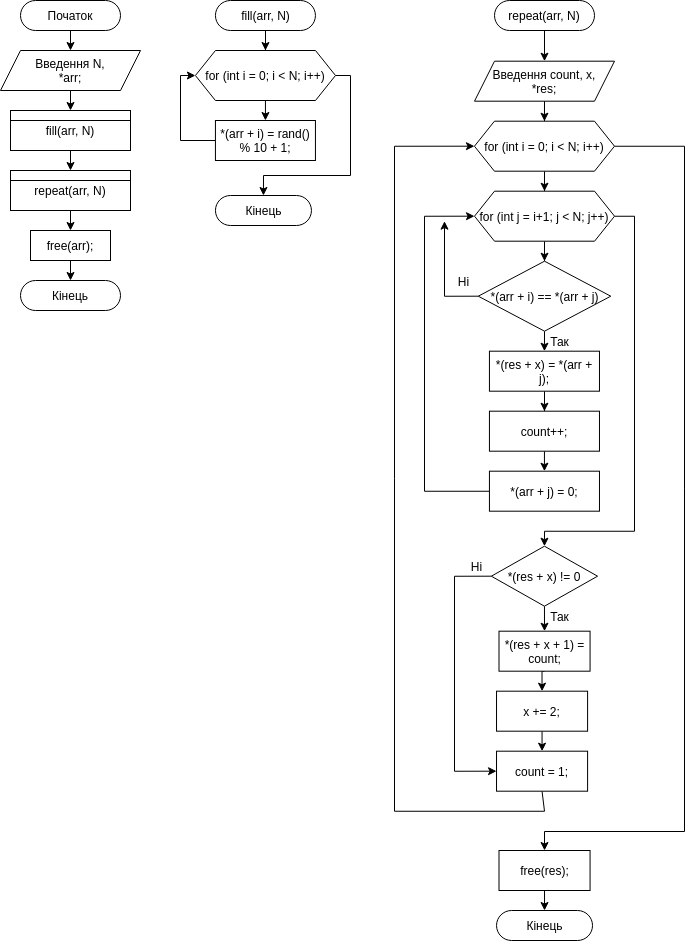 Початок
Введення N,
*arr;
fill(arr, N)
repeat(arr, N)
free(arr);
Кінець
fill(arr, N)
for (int i = 0; i < N; i++)
*(arr + i) = rand()
% 10 + 1;
Кінець
repeat(arr, N)
Введення count, x,
*res;
for (int i = 0; i < N; i++)
for (int j = i+1; j < N; j++)
Ні
*(arr + i) == *(arr + j)
Так
*(res + x) = *(arr +
j);
count++;
*(arr + j) = 0;
Ні
*(res + x) != 0
Так
*(res + x + 1) =
count;
x += 2;
count = 1;
free(res);
Кінець